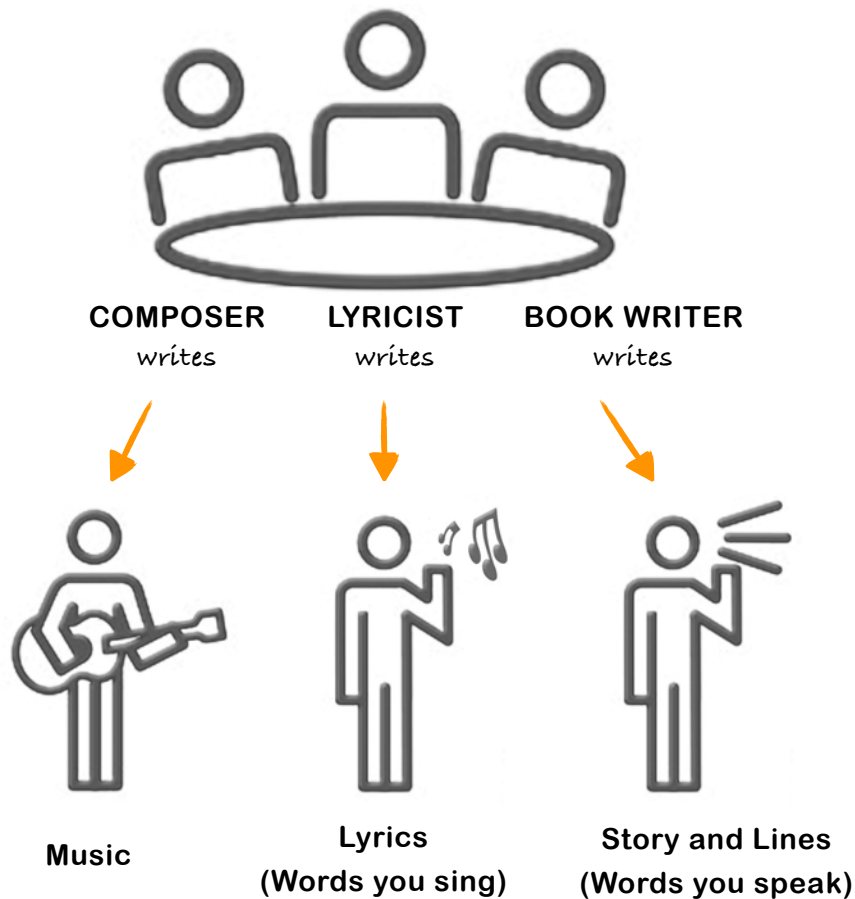 COMPOSER LYRICIST BOOK WRITER
writes writes writes
Music
Lyrics
(Words you sing)
Story and Lines
(Words you speak)